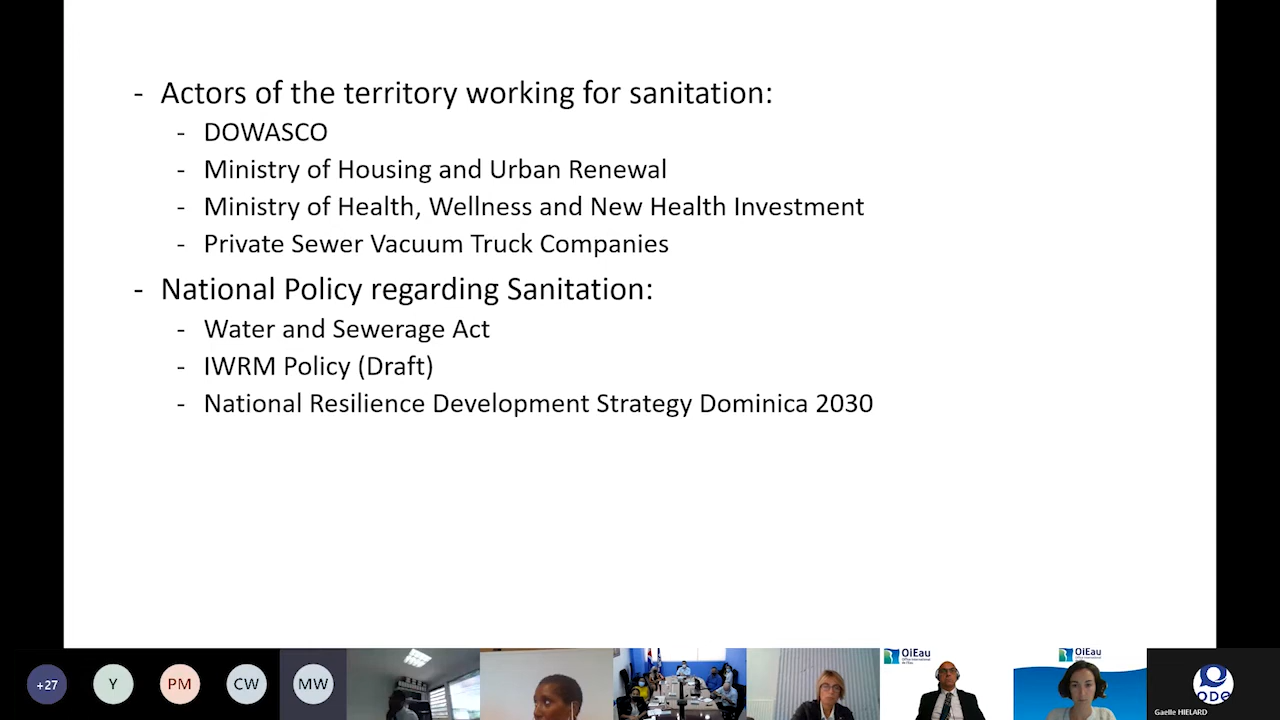 - Actors of the territory working for sanitation:
- DOWASCO
- Ministry of Housing and Urban Renewal
- Ministry of Health, Wellness and New Health Investment
- Private Sewer Vacuum Truck Companies
- National Policy regarding Sanitation:
- Water and Sewerage Act
- IWRM Policy (Draft)
- National Resilience Development Strategy Dominica 2030
+27
Y
PM
CW
MW
OiEau
OiEau
ODE
Gaelle HIELARD